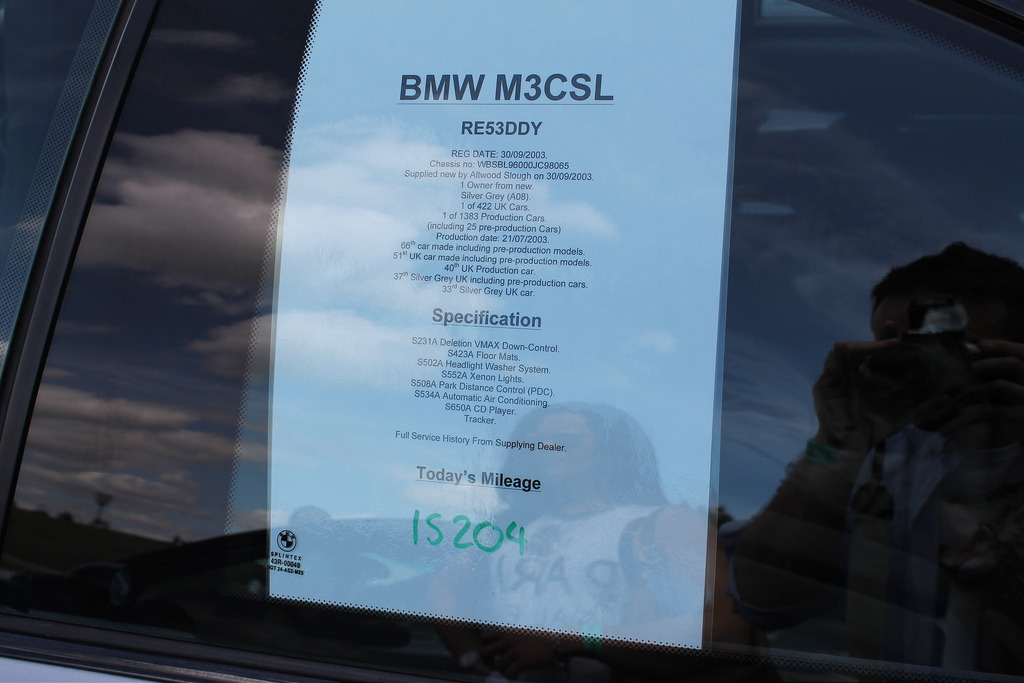 BMW M3CSL
RE53DDY
REG DATE: 30/09/2003.
Chassis no: WBSBL96000JC98065
Supplied new by Altwood Slough on 30/09/2003.
1 Owner from new.
Silver Grey (A08).
1 of 422 UK Cars.
1 of 1383 Production Cars.
(including 25 pre-production Cars)
Production date: 21/07/2003.
66th car made including pre-production models.
51st UK car made including pre-production models.
40th UK Production car.
37th Silver Grey UK including pre-production cars.
33rd Silver Grey UK car.
Specification
S231A Deletion VMAX Down-Control.
S423A Floor Mats.
S502A Headlight Washer System.
S552A Xenon Lights.
S508A Park Distance Control (PDC).
S534A Automatic Air Conditioning.
S650A CD Player.
Tracker.
Full Service History From Supplying Dealer.
Today's Mileage
15204
SPLINTEX
43R-00049